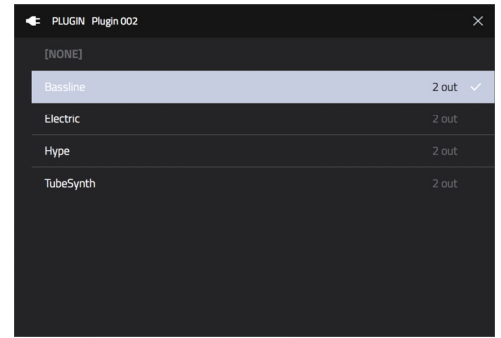 PLUGIN Plugin 002
[NONE]
Bassline 2 out
Electric 2 out
Hype 2 out
TubeSynth 2 out